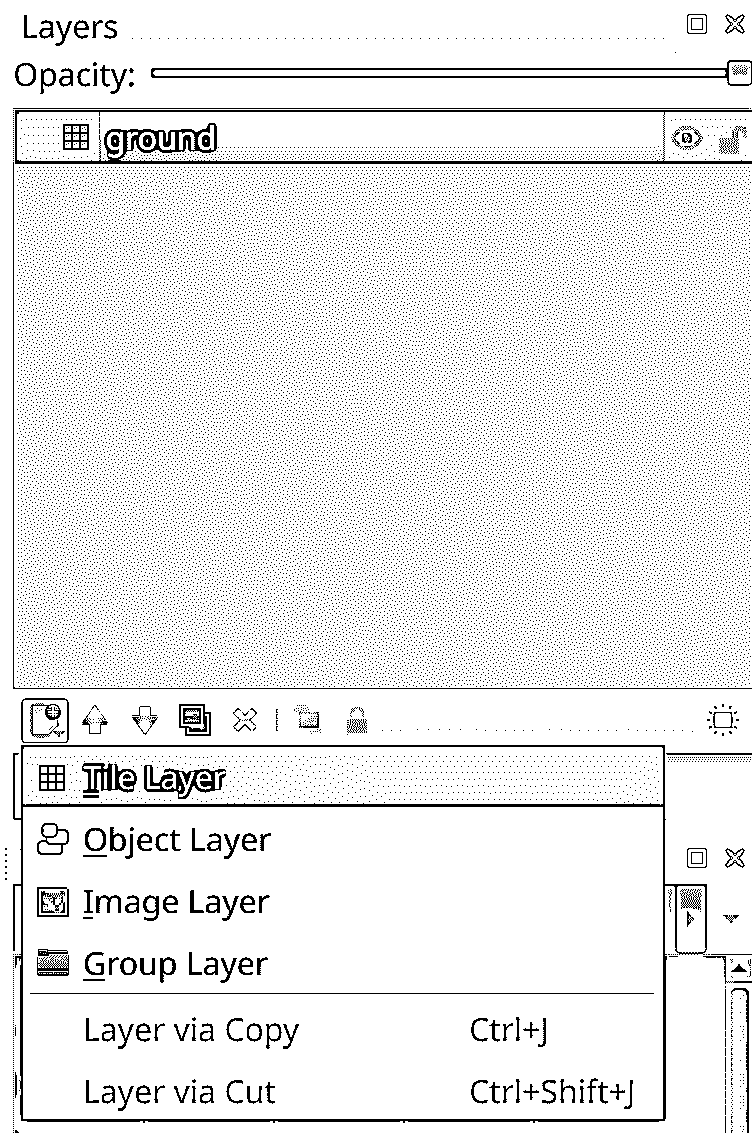 Layers
Opacity:
ground
Tile Layer
Object Layer
Image Layer
Group Layer
Layer via Copy Ctrl+J
Layer via Cut Ctrl+Shift+J